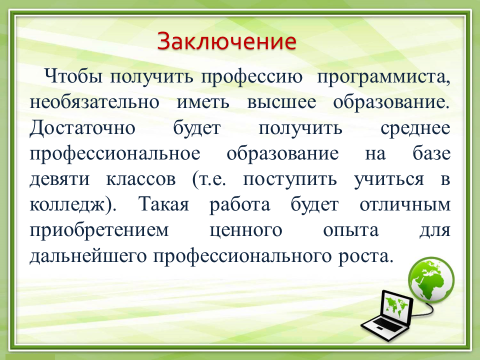 Заключение
Чтобы получить профессию программиста,
необязательно иметь высшее образование.
Достаточно будет получить среднее
профессиональное образование на базе
девяти классов (т.е. поступить учиться в
колледж). Такая работа будет отличным
приобретением ценного опыта для
дальнейшего профессионального роста.